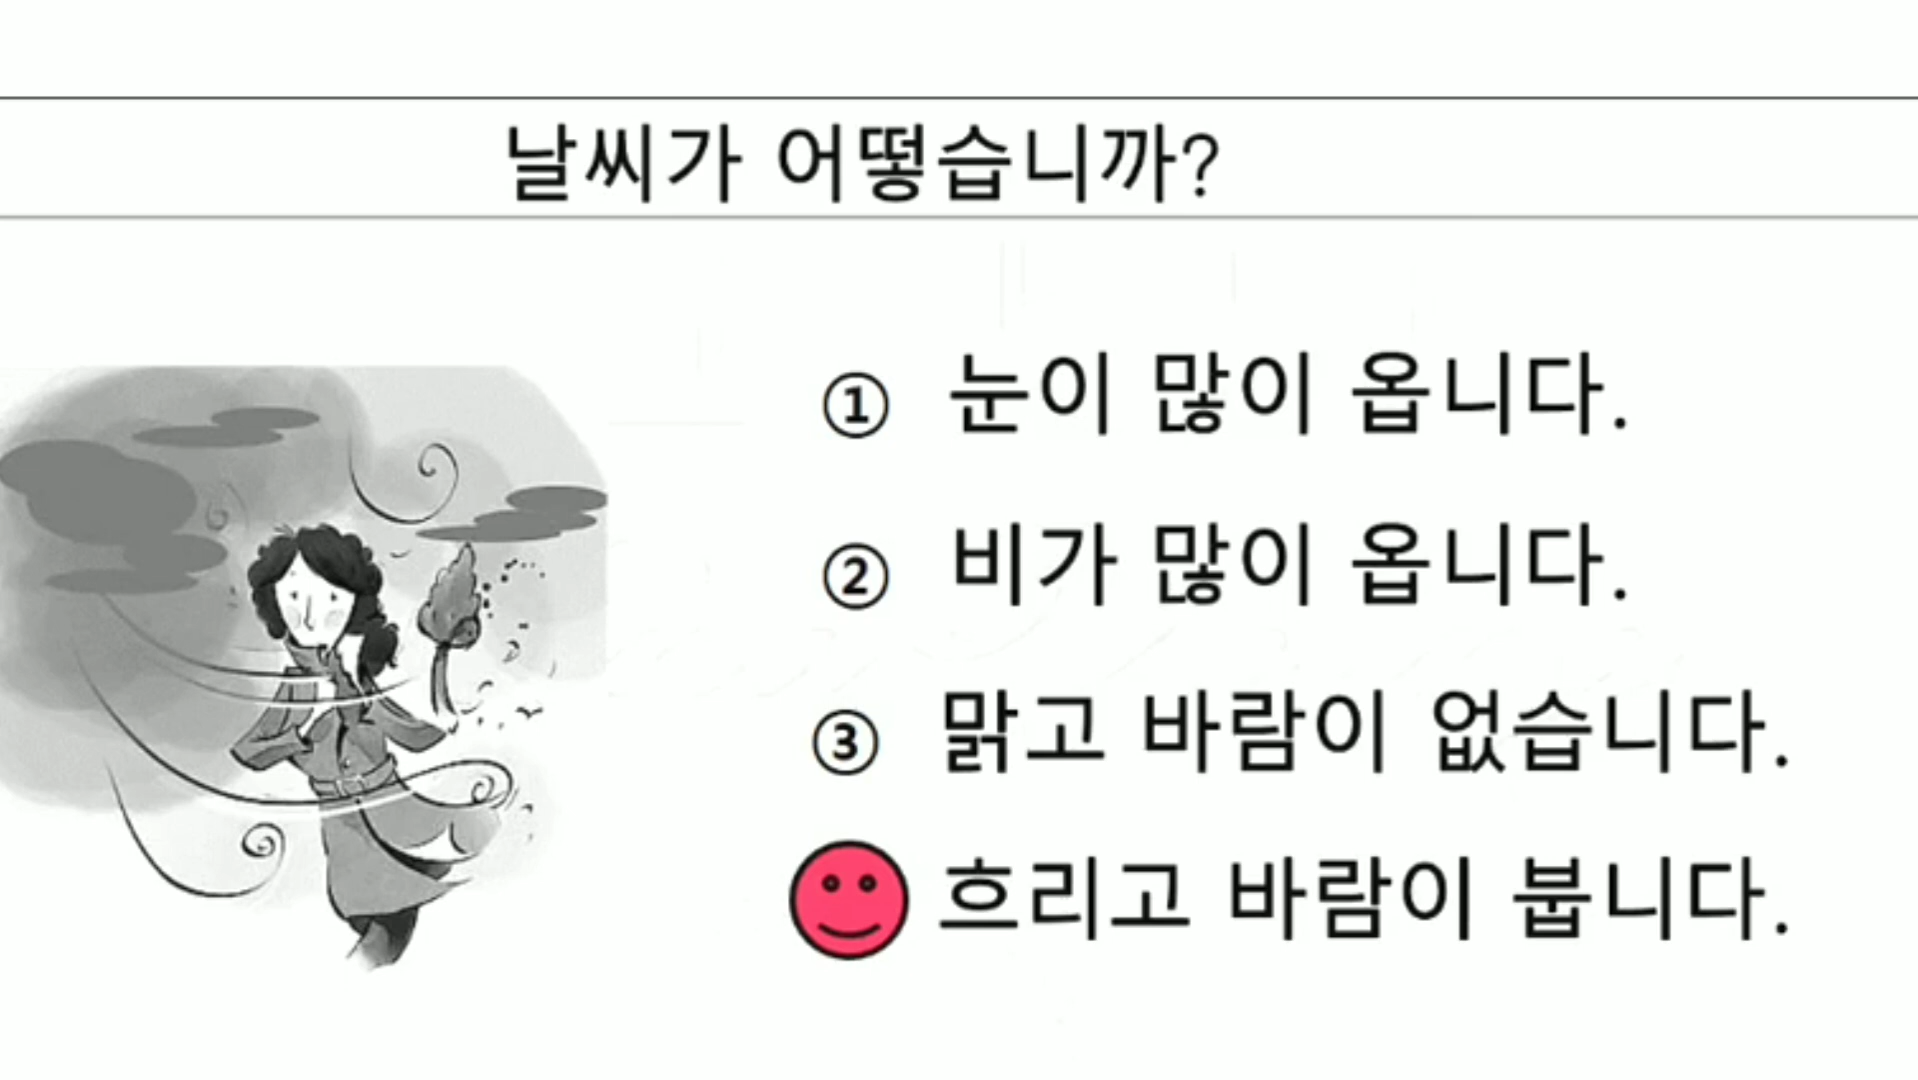 날씨가 어떻습니까?
① 눈이 많이 옵니다.
② 비가 많이 옵니다.
③ 맑고 바람이 없습니다.
흐리고 바람이 붑니다.